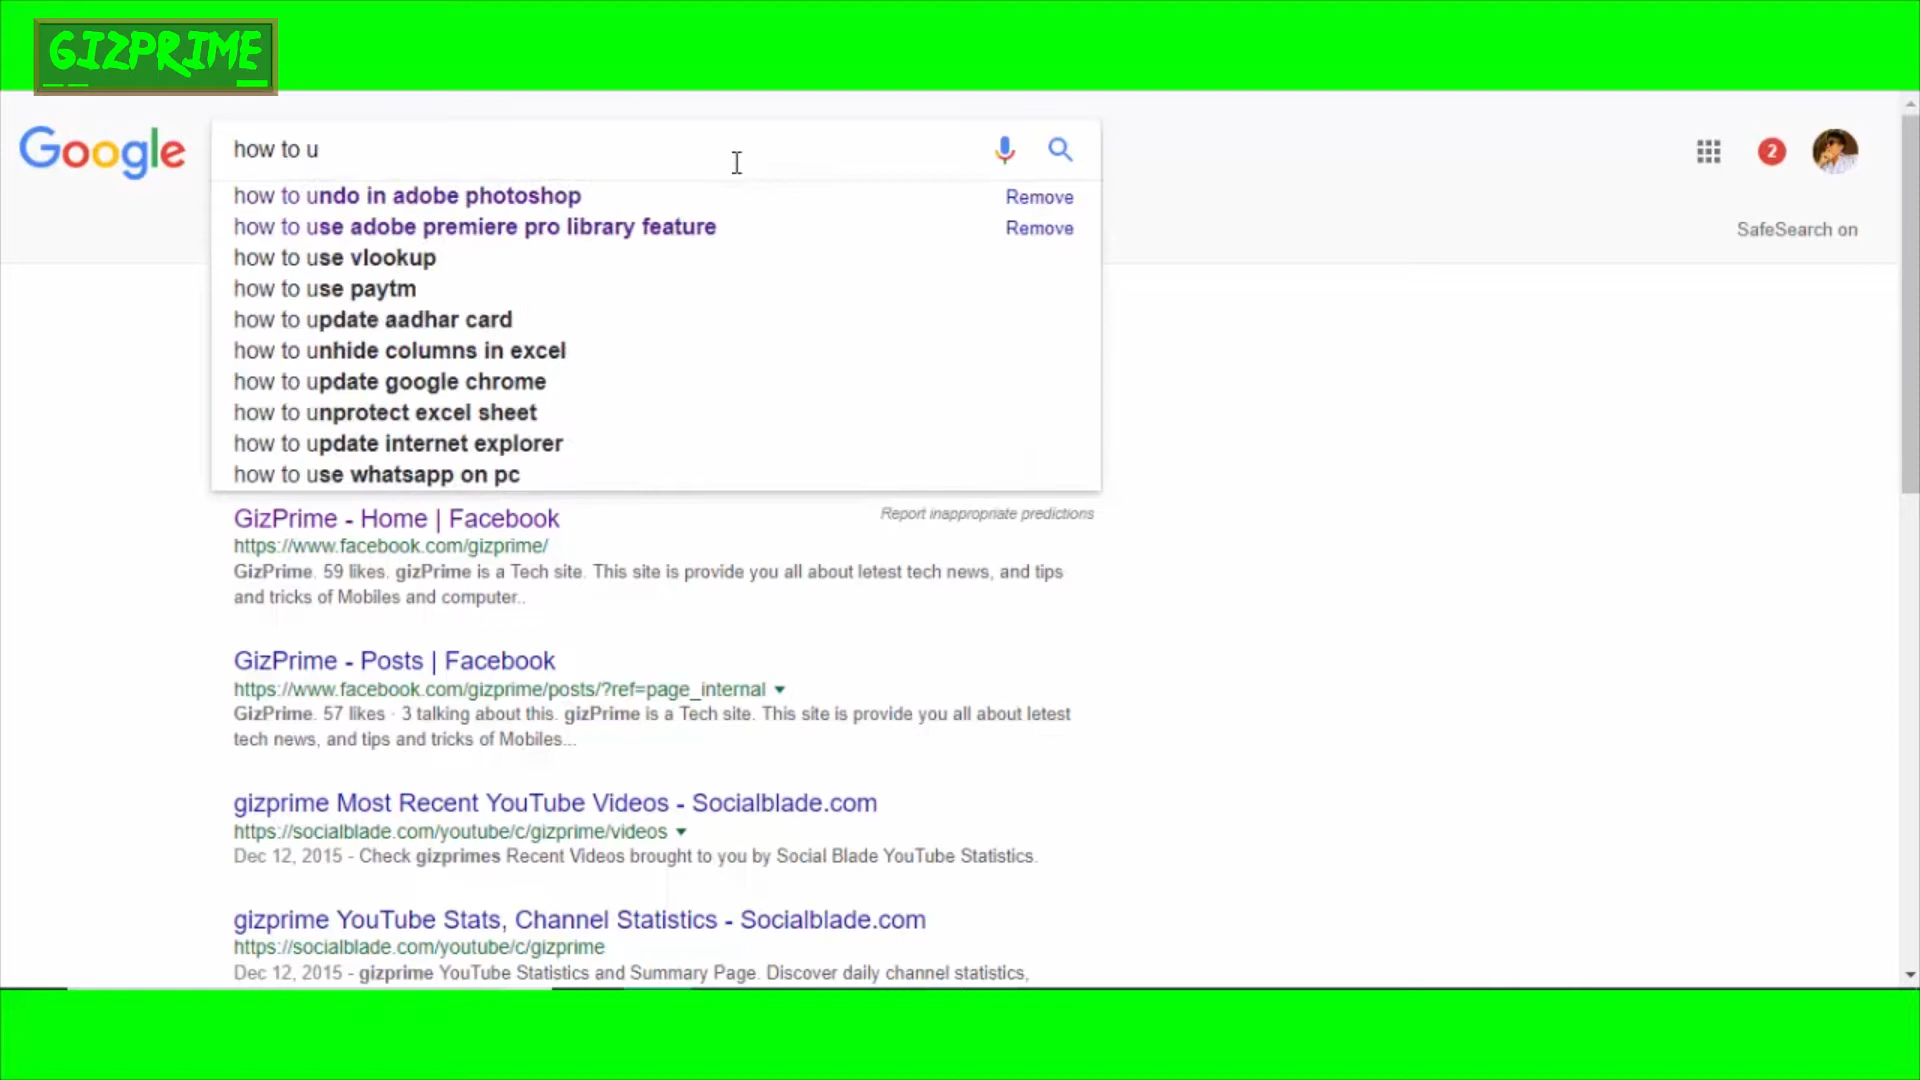 GIZPRIME
Google
how to u
2
how to undo in adobe photoshop Remove
how to use adobe premiere pro library feature Remove
how to use vlookup
how to use paytm
how to update aadhar card
how to unhide columns in excel
how to update google chrome
how to unprotect excel sheet
how to update internet explorer
how to use whatsapp on pc
SafeSearch on
Report inappropriate predictions
GizPrime - Home | Facebook
https://www.facebook.com/gizprime/
GizPrime. 59 likes. gizPrime is a Tech site. This site is provide you all about letest tech news, and tips
and tricks of Mobiles and computer..
GizPrime - Posts | Facebook
https://www.facebook.com/gizprime/posts/?ref=page_internal
GizPrime. 57 likes · 3 talking about this. gizPrime is a Tech site. This site is provide you all about letest
tech news, and tips and tricks of Mobiles...
gizprime Most Recent YouTube Videos - Socialblade.com
https://socialblade.com/youtube/c/gizprime/videos
Dec 12, 2015 - Check gizprimes Recent Videos brought to you by Social Blade YouTube Statistics.
gizprime YouTube Stats, Channel Statistics - Socialblade.com
https://socialblade.com/youtube/c/gizprime
Dec 12, 2015 - gizprime YouTube Statistics and Summary Page. Discover daily channel statistics,